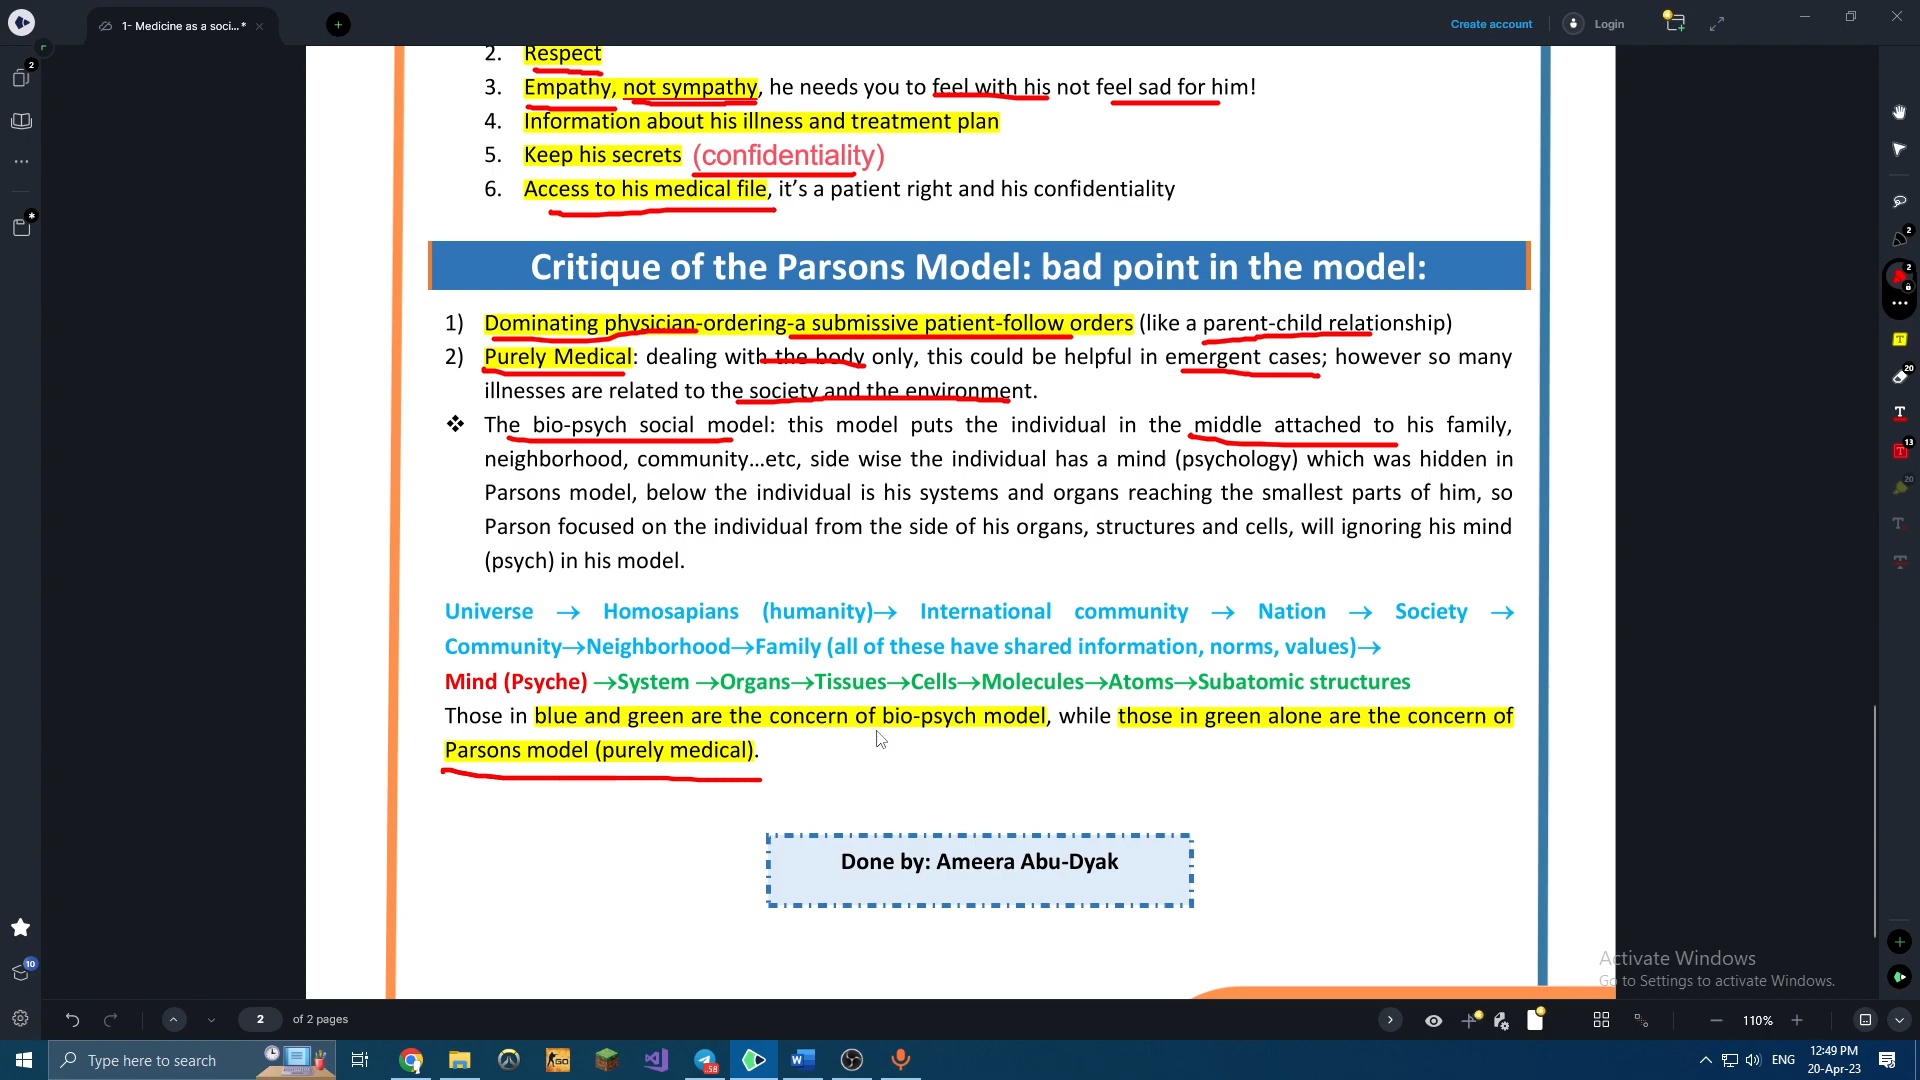 1- Medicine as a soci...*
Create account
Login
2. Respect
3. Empathy, not sympathy, he needs you to feel with his not feel sad for him!
4. Information about his illness and treatment plan
5. Keep his secrets (confidentiality)
6. Access to his medical file, it's a patient right and his confidentiality
Critique of the Parsons Model: bad point in the model:
1) Dominating physician-ordering-a submissive patient-follow orders (like a parent-child relationship)
2) Purely Medical: dealing with the body only, this could be helpful in emergent cases; however so many
illnesses are related to the society and the environment.
❖ The bio-psych social model: this model puts the individual in the middle attached to his family,
neighborhood, community…etc, side wise the individual has a mind (psychology) which was hidden in
Parsons model, below the individual is his systems and organs reaching the smallest parts of him, so
Parson focused on the individual from the side of his organs, structures and cells, will ignoring his mind
(psych) in his model.
Universe → Homosapians (humanity)→ International community → Nation → Society →
Community→Neighborhood→Family (all of these have shared information, norms, values)→
Mind (Psyche) →System →Organs→Tissues→Cells→Molecules→Atoms→Subatomic structures
Those in blue and green are the concern of bio-psych model, while those in green alone are the concern of
Parsons model (purely medical).
Done by: Ameera Abu-Dyak
Activate Windows
Go to Settings to activate Windows.
2 of 2 pages
110%
Type here to search
ENG
12:49 PM
20-Apr-23